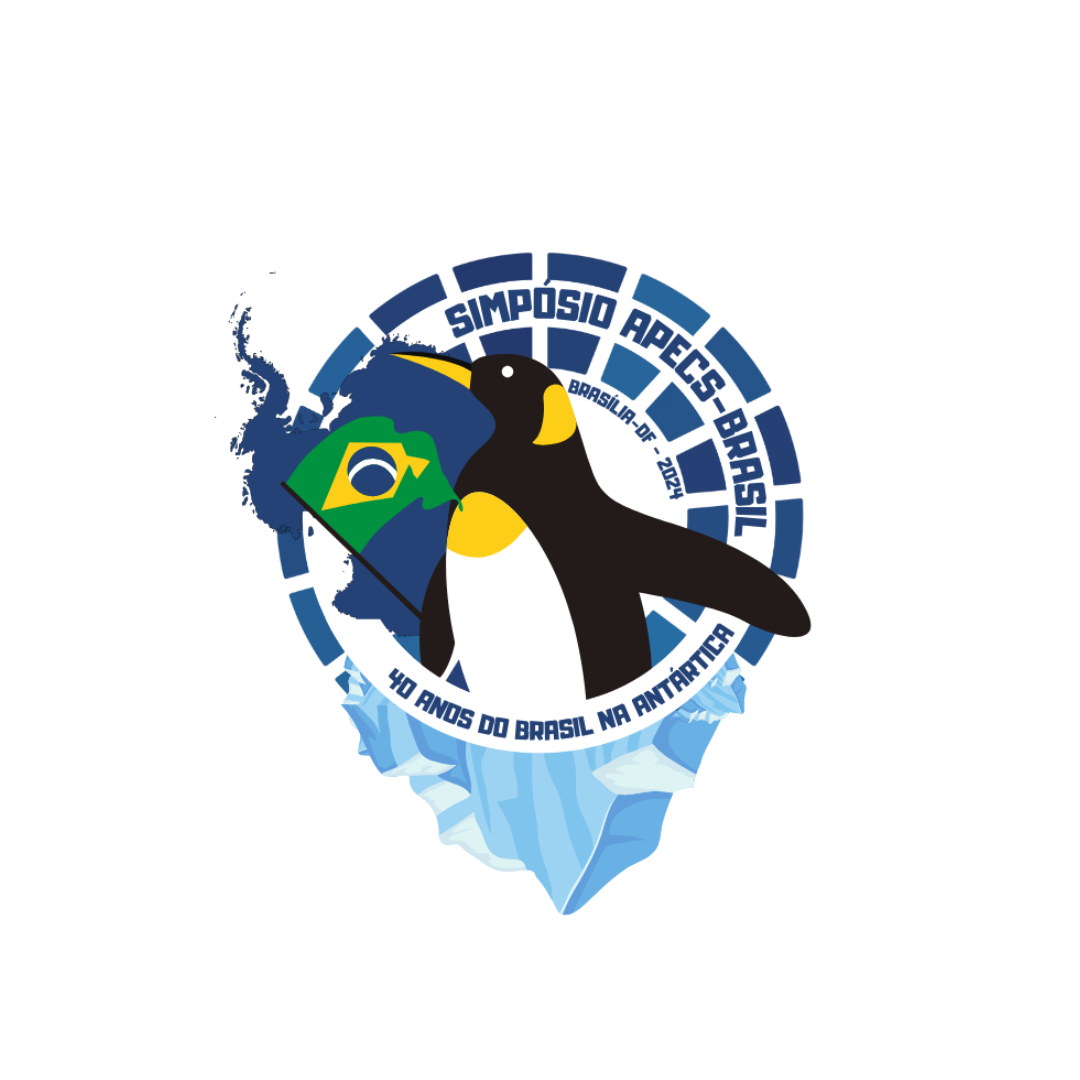 SIMPÓSIO APECS-BRASIL
BRASÍLIA-DF - 2024
40 ANOS DO BRASIL NA ANTÁRTICA